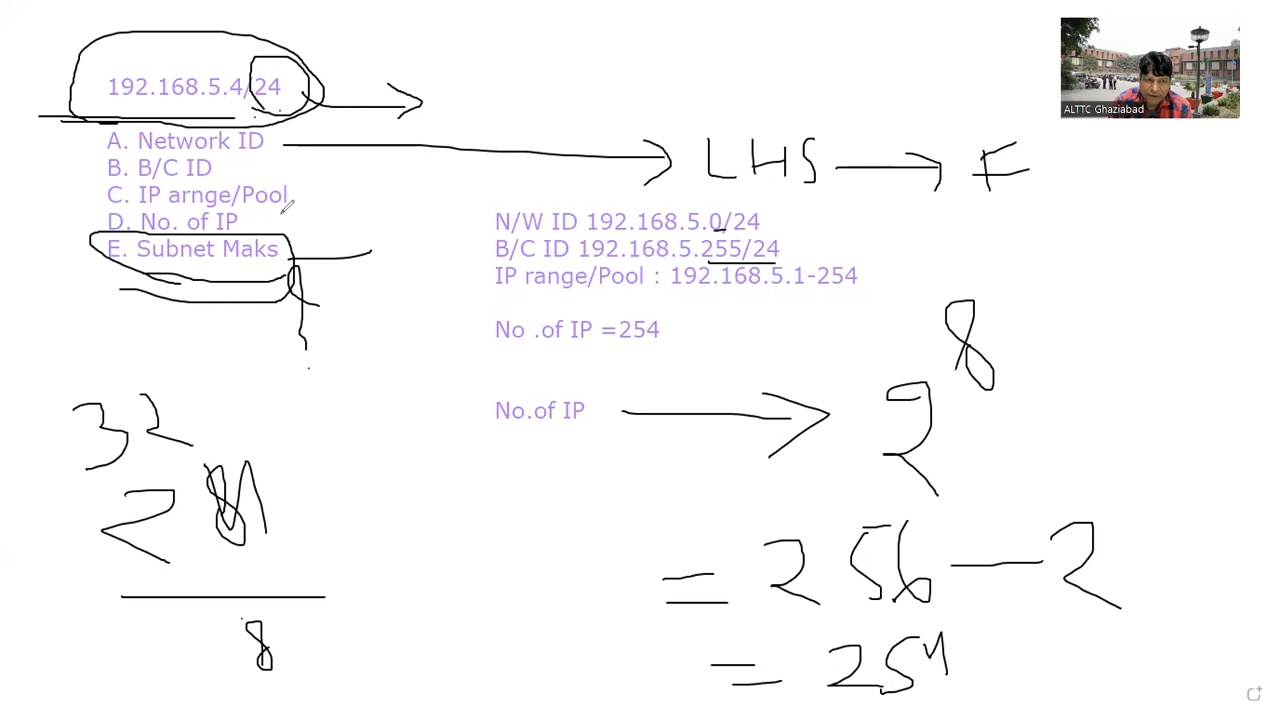 192.168.5.4/24
ALTTC Ghaziabad
A. Network ID
LHS F
B. B/C ID
C. IP arnge/Pool
D. No. of IP
E. Subnet Maks
N/W ID 192.168.5.0/24
B/C ID 192.168.5.255/24
IP range/Pool : 192.168.5.1-254
No .of IP =254
No.of IP
2 8
32
2
8
= 256 - 2
= 254